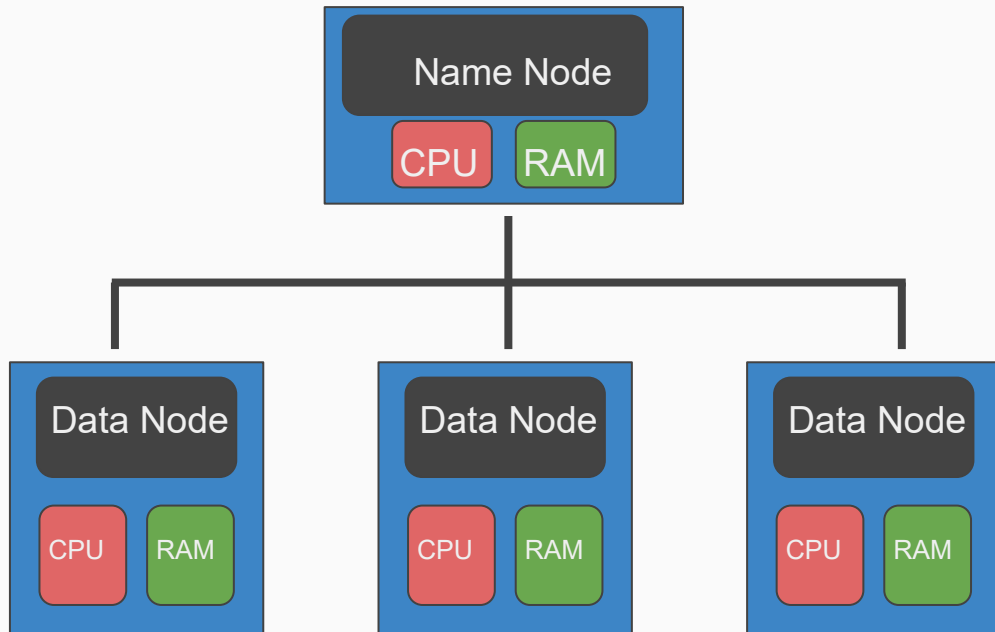 Name Node
CPU RAM
Data Node Data Node Data Node
CPU RAM CPU RAM CPU RAM